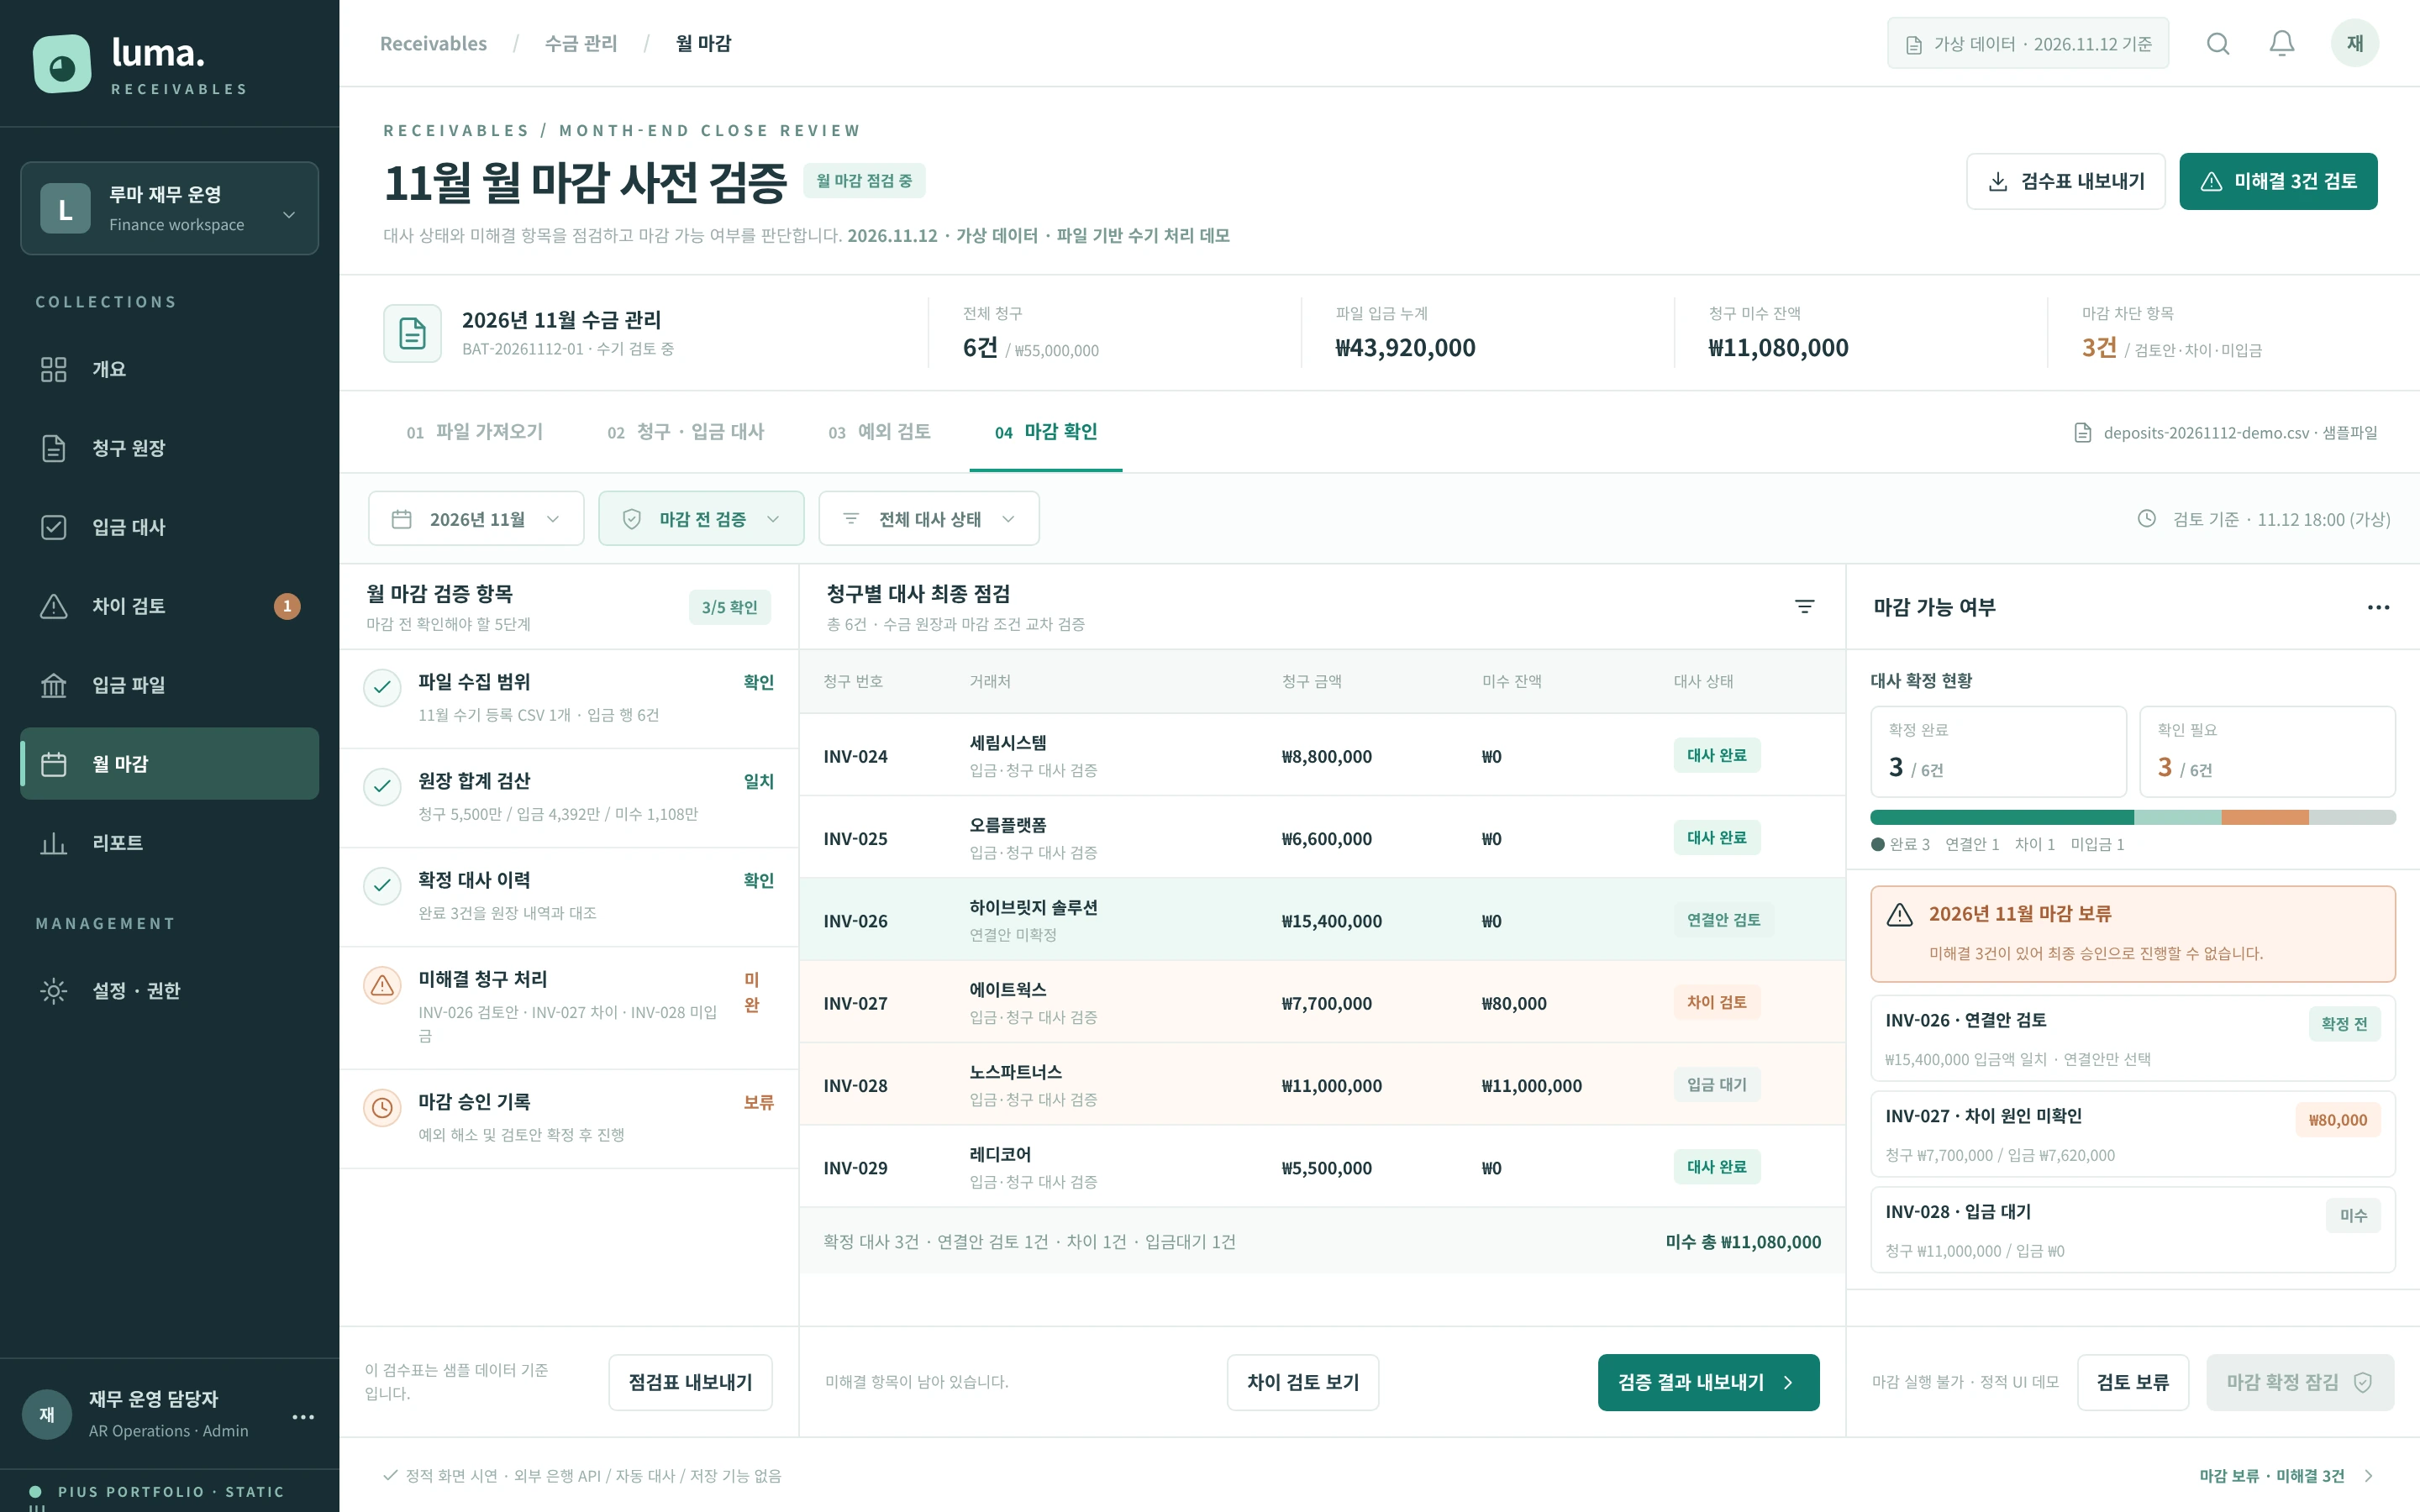 luma.
RECEIVABLES
L
루마 재무 운영
Finance workspace
COLLECTIONS
개요
청구 원장
입금 대사
차이 검토
1
입금 파일
월 마감
리포트
MANAGEMENT
설정 · 권한
재
재무 운영 담당자
AR Operations · Admin
PIUS PORTFOLIO · STATIC
Receivables / 수금 관리 / 월 마감
가상 데이터 · 2026.11.12 기준
재
RECEIVABLES / MONTH-END CLOSE REVIEW
11월 월 마감 사전 검증
월 마감 점검 중
대사 상태와 미해결 항목을 점검하고 마감 가능 여부를 판단합니다. 2026.11.12 · 가상 데이터 · 파일 기반 수기 처리 데모
검수표 내보내기
미해결 3건 검토
2026년 11월 수금 관리
BAT-20261112-01 · 수기 검토 중
전체 청구
6건 / ₩55,000,000
파일 입금 누계
₩43,920,000
청구 미수 잔액
₩11,080,000
마감 차단 항목
3건 / 검토안·차이·미입금
01 파일 가져오기
02 청구 · 입금 대사
03 예외 검토
04 마감 확인
deposits-20261112-demo.csv · 샘플파일
2026년 11월
마감 전 검증
전체 대사 상태
검토 기준 · 11.12 18:00 (가상)
월 마감 검증 항목
마감 전 확인해야 할 5단계
3/5 확인
파일 수집 범위
확인
11월 수기 등록 CSV 1개 · 입금 행 6건
원장 합계 검산
일치
청구 5,500만 / 입금 4,392만 / 미수 1,108만
확정 대사 이력
확인
완료 3건을 원장 내역과 대조
미해결 청구 처리
미
완
INV-026 검토안 · INV-027 차이 · INV-028 미입
금
마감 승인 기록
보류
예외 해소 및 검토안 확정 후 진행
이 검수표는 샘플 데이터 기준
입니다.
점검표 내보내기
청구별 대사 최종 점검
총 6건 · 수금 원장과 마감 조건 교차 검증
청구 번호 거래처 청구 금액 미수 잔액 대사 상태
INV-024 세림시스템 ₩8,800,000 ₩0 대사 완료
입금·청구 대사 검증
INV-025 오름플랫폼 ₩6,600,000 ₩0 대사 완료
입금·청구 대사 검증
INV-026 하이브릿지 솔루션 ₩15,400,000 ₩0 연결안 검토
연결안 미확정
INV-027 에이트웍스 ₩7,700,000 ₩80,000 차이 검토
입금·청구 대사 검증
INV-028 노스파트너스 ₩11,000,000 ₩11,000,000 입금 대기
입금·청구 대사 검증
INV-029 레디코어 ₩5,500,000 ₩0 대사 완료
입금·청구 대사 검증
확정 대사 3건 · 연결안 검토 1건 · 차이 1건 · 입금대기 1건
미수 총 ₩11,080,000
미해결 항목이 남아 있습니다.
차이 검토 보기
검증 결과 내보내기
마감 가능 여부
대사 확정 현황
확정 완료
3 / 6건
확인 필요
3 / 6건
완료 3 연결안 1 차이 1 미입금 1
2026년 11월 마감 보류
미해결 3건이 있어 최종 승인으로 진행할 수 없습니다.
INV-026 · 연결안 검토
확정 전
₩15,400,000 입금액 일치 · 연결안만 선택
INV-027 · 차이 원인 미확인
₩80,000
청구 ₩7,700,000 / 입금 ₩7,620,000
INV-028 · 입금 대기
미수
청구 ₩11,000,000 / 입금 ₩0
마감 실행 불가 · 정적 UI 데모
검토 보류
마감 확정 잠김
정적 화면 시연 · 외부 은행 API / 자동 대사 / 저장 기능 없음
마감 보류 · 미해결 3건